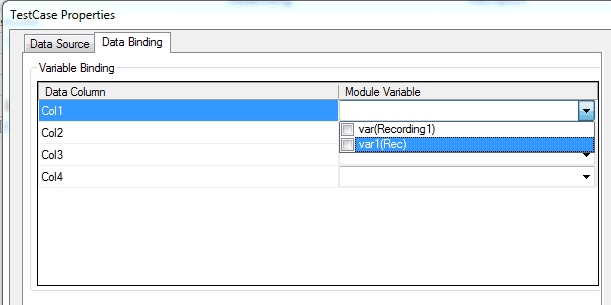 TestCase Properties
Data Source Data Binding
Variable Binding
Data Column Module Variable
Col1
var(Recording1)
Col2
var1(Rec)
Col3
Col4